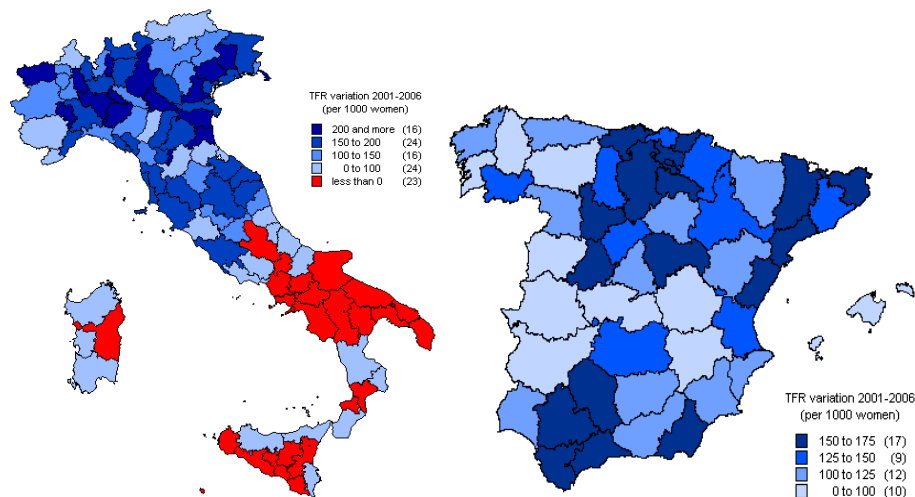 TFR variation 2001-2006
(per 1000 women)
200 and more (16)
150 to 200 (24)
100 to 150 (16)
0 to 100 (24)
less than 0 (23)
TFR variation 2001-2006
(per 1000 women)
150 to 175 (17)
125 to 150 (9)
100 to 125 (12)
0 to 100 (10)